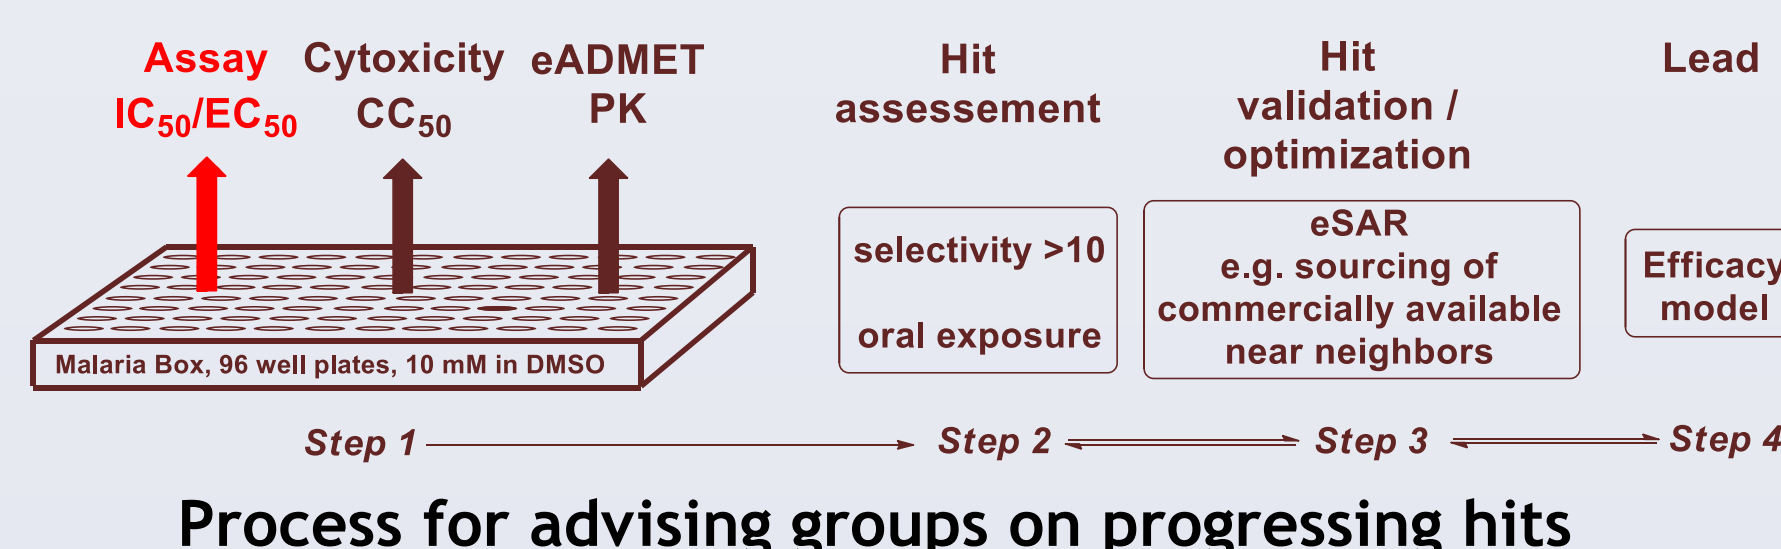 Assay
IC50/EC50
Cytoxicity
CC50
eADMET
PK
Hit
assessement
Hit
validation /
optimization
Lead
selectivity >10
oral exposure
eSAR
e.g. sourcing of
commercially available
near neighbors
Efficacy
model
Malaria Box, 96 well plates, 10 mM in DMSO
Step 1
Step 2
Step 3
Step 4
Process for advising groups on progressing hits